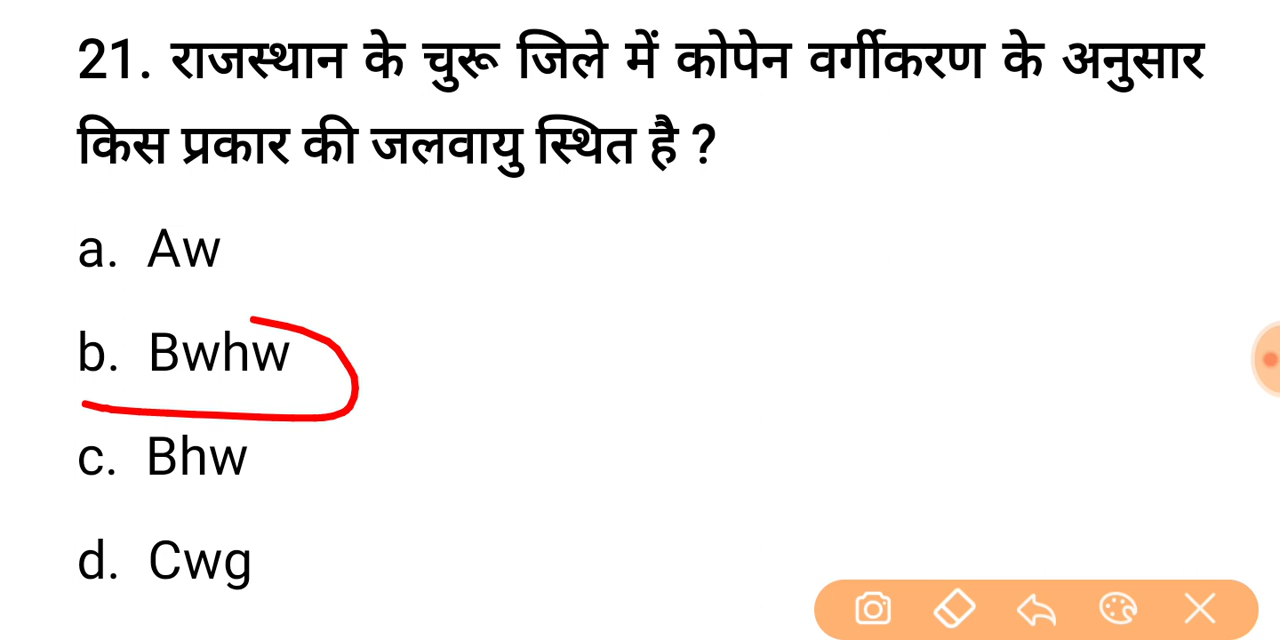 21. राजस्थान के चुरू जिले में कोपेन वर्गीकरण के अनुसार
किस प्रकार की जलवायु स्थित है ?
a. Aw
b. Bwhw
c. Bhw
d. Cwg